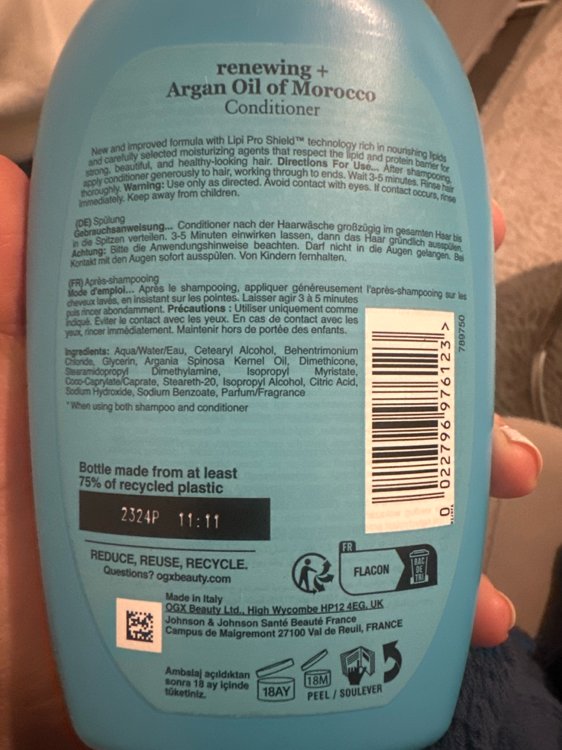 renewing +
Argan Oil of Morocco
Conditioner
New and improved formula with Lipi Pro Shield™ technology rich in nourishing lipids
and carefully selected moisturizing agents that respect the lipid and protein barrier for
strong, beautiful, and healthy-looking hair. Directions For Use... After shampooing,
apply conditioner generously to hair, working through to ends. Wait 3-5 minutes. Rinse hair
thoroughly. Warning: Use only as directed. Avoid contact with eyes. If contact occurs, rinse
immediately. Keep away from children.
(DE) Spülung
Gebrauchsanweisung... Conditioner nach der Haarwäsche großzügig im gesamten Haar bis
in die Spitzen verteilen. 3-5 Minuten einwirken lassen, dann das Haar gründlich ausspülen.
Achtung: Bitte die Anwendungshinweise beachten. Darf nicht in die Augen gelangen. Bei
Kontakt mit den Augen sofort ausspülen. Von Kindern fernhalten.
(FR) Après-shampooing
Mode d'emploi... Après le shampooing, appliquer généreusement l'après-shampooing sur les
cheveux lavés, en insistant sur les pointes. Laisser agir 3 à 5 minutes
puis rincer abondamment. Précautions : Utiliser uniquement comme
indiqué. Éviter le contact avec les yeux. En cas de contact avec les
yeux, rincer immédiatement. Maintenir hors de portée des enfants.
Ingredients: Aqua/Water/Eau, Cetearyl Alcohol, Behentrimonium
Chloride, Glycerin, Argania Spinosa Kernel Oil, Dimethicone,
Stearamidopropyl Dimethylamine, Isopropyl Myristate,
Coco-Caprylate/Caprate, Steareth-20, Isopropyl Alcohol, Citric Acid,
Sodium Hydroxide, Sodium Benzoate, Parfum/Fragrance
* When using both shampoo and conditioner
789750
0 022796 976123 >
Bottle made from at least
75% of recycled plastic
2324P 11:11
REDUCE, REUSE, RECYCLE.
Questions? ogxbeauty.com
FR
FLACON
BAC
DE
TRI
Made in Italy
OGX Beauty Ltd., High Wycombe HP12 4EG, UK
Johnson & Johnson Santé Beauté France
Campus de Maigremont 27100 Val de Reuil, FRANCE
Ambalaj açıldıktan
sonra 18 ay içinde
tüketiniz.
18AY
18M
PEEL / SOULEVER